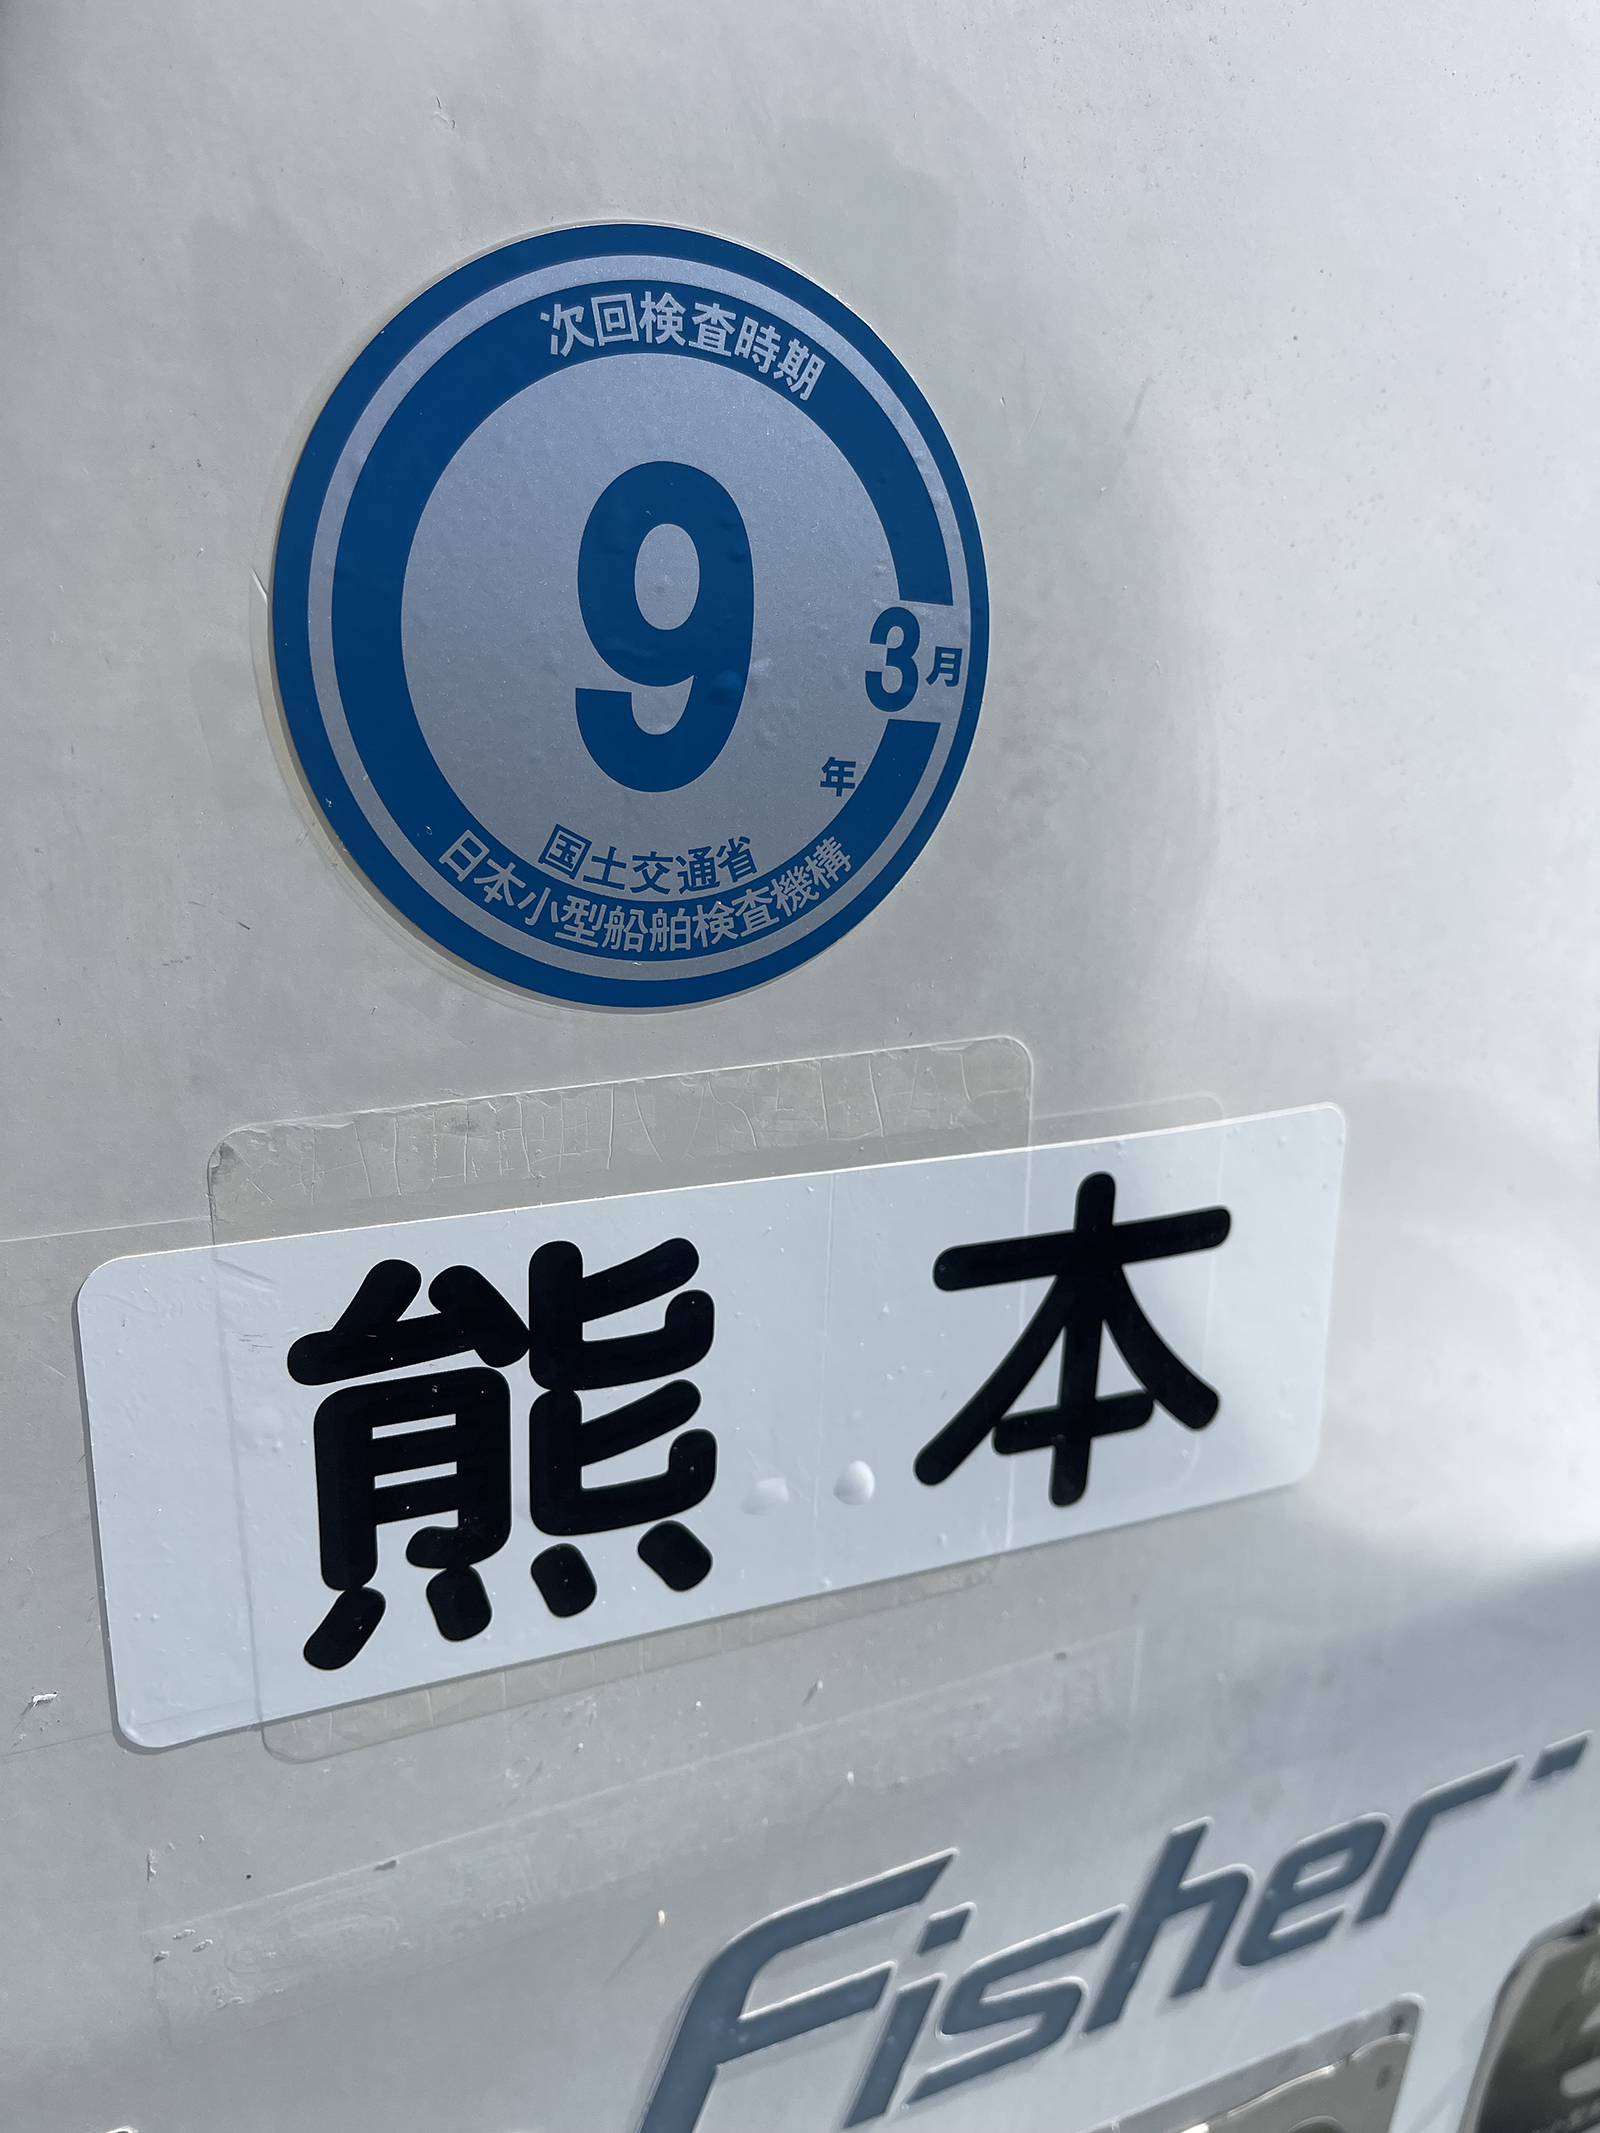 次回検査時期
9
3月
年
国土交通省
日本小型船舶検査機構
熊本
Fisher